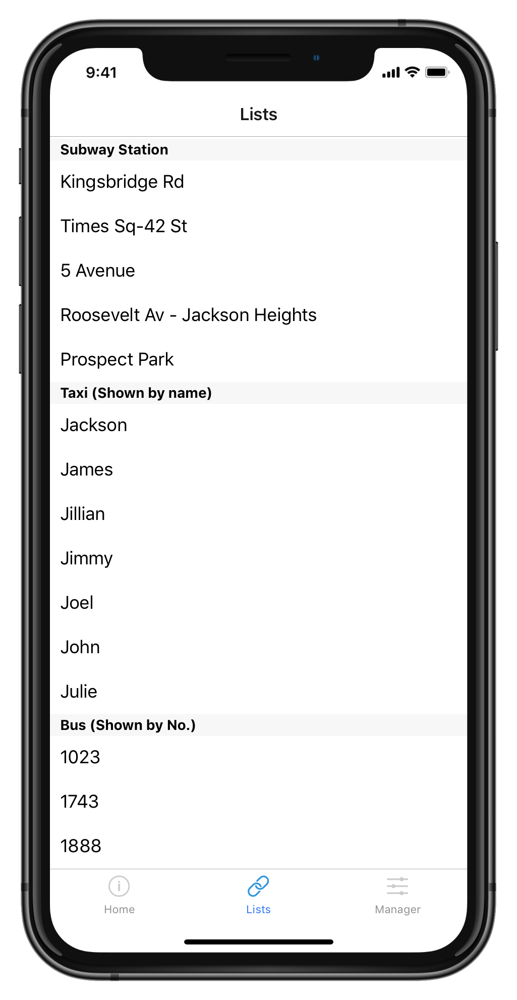 9:41
Lists
Subway Station
Kingsbridge Rd
Times Sq-42 St
5 Avenue
Roosevelt Av - Jackson Heights
Prospect Park
Taxi (Shown by name)
Jackson
James
Jillian
Jimmy
Joel
John
Julie
Bus (Shown by No.)
1023
1743
1888
Home Lists Manager